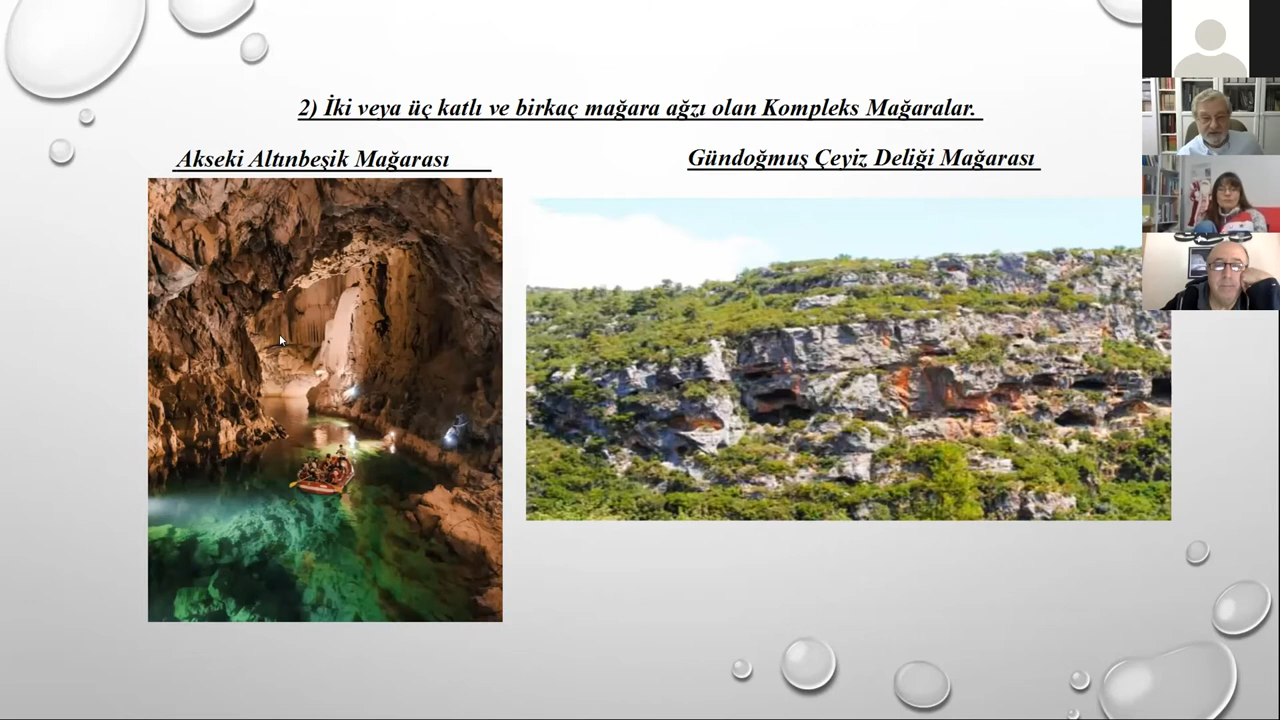 2) İki veya üç katlı ve birkaç mağara ağzı olan Kompleks Mağaralar.
Akseki Altınbeşik Mağarası
Gündoğmuş Çeyiz Deliği Mağarası